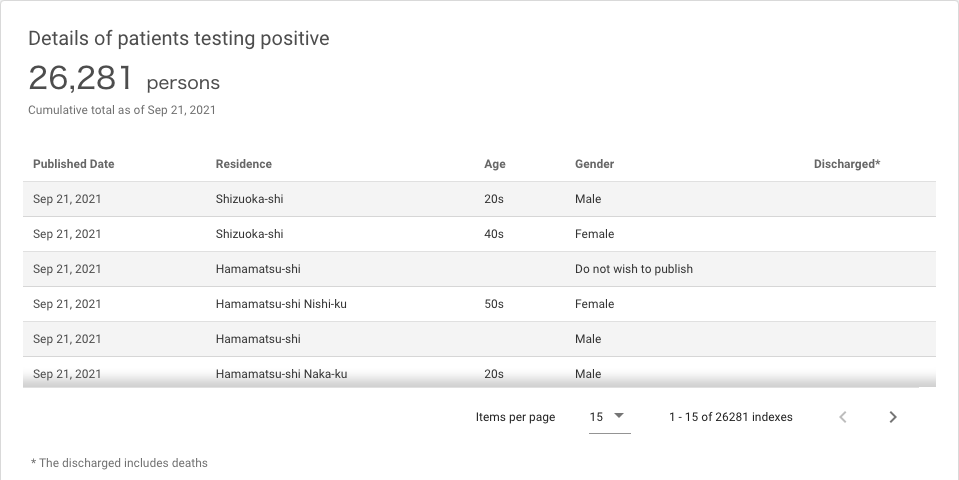 Details of patients testing positive
26,281 persons
Cumulative total as of Sep 21, 2021
Published Date Residence Age Gender Discharged*
Sep 21, 2021 Shizuoka-shi 20s Male
Sep 21, 2021 Shizuoka-shi 40s Female
Sep 21, 2021 Hamamatsu-shi Do not wish to publish
Sep 21, 2021 Hamamatsu-shi Nishi-ku 50s Female
Sep 21, 2021 Hamamatsu-shi Male
Sep 21, 2021 Hamamatsu-shi Naka-ku 20s Male
Items per page 15 1 - 15 of 26281 indexes
* The discharged includes deaths